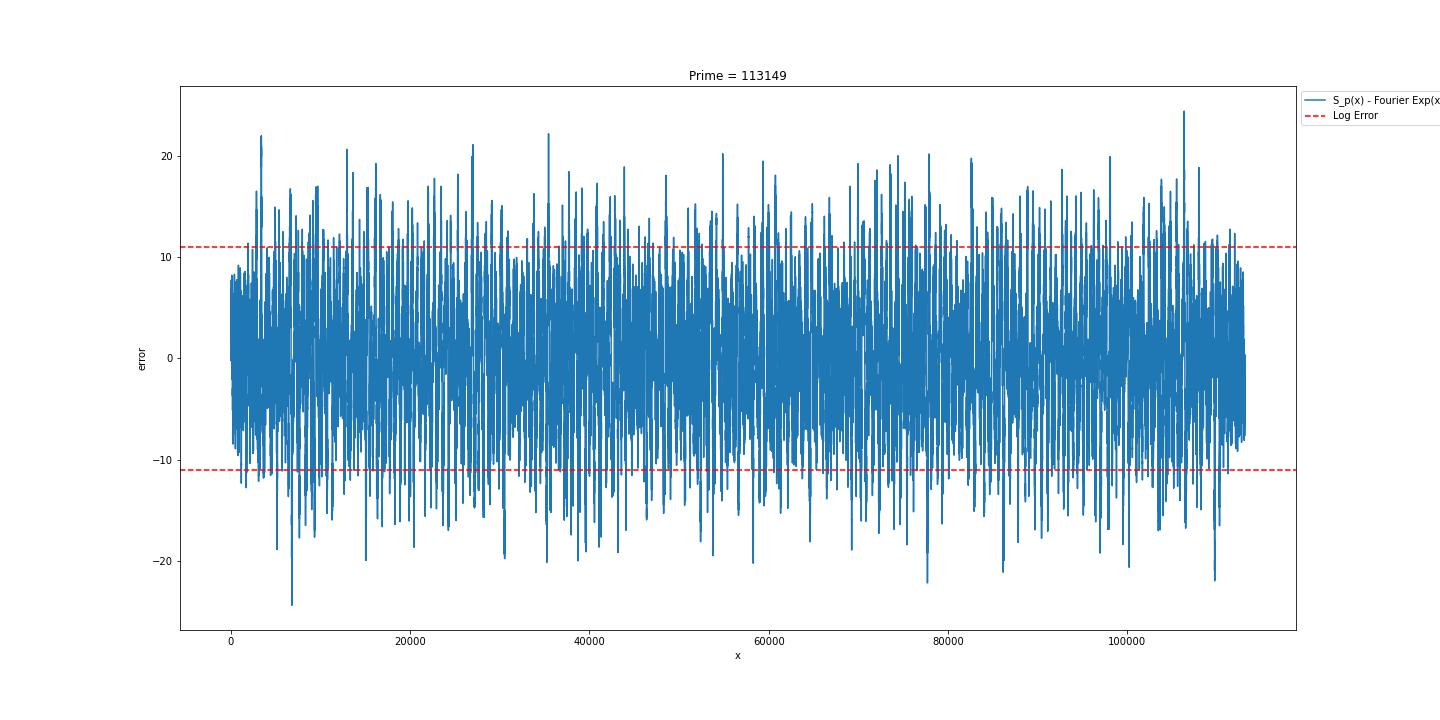 Prime = 113149
S_p(x) - Fourier Exp(x
Log Error
error
20
10
0
−10
−20
0 20000 40000 60000 80000 100000
x